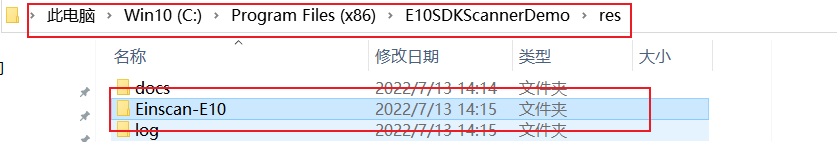 此电脑 > Win10 (C:) > Program Files (x86) > E10SDKScannerDemo > res
名称 修改日期 类型 大小
docs 2022/7/13 14:14 文件夹
Einscan-E10 2022/7/13 14:15 文件夹
log 2022/7/13 14:15 文件夹